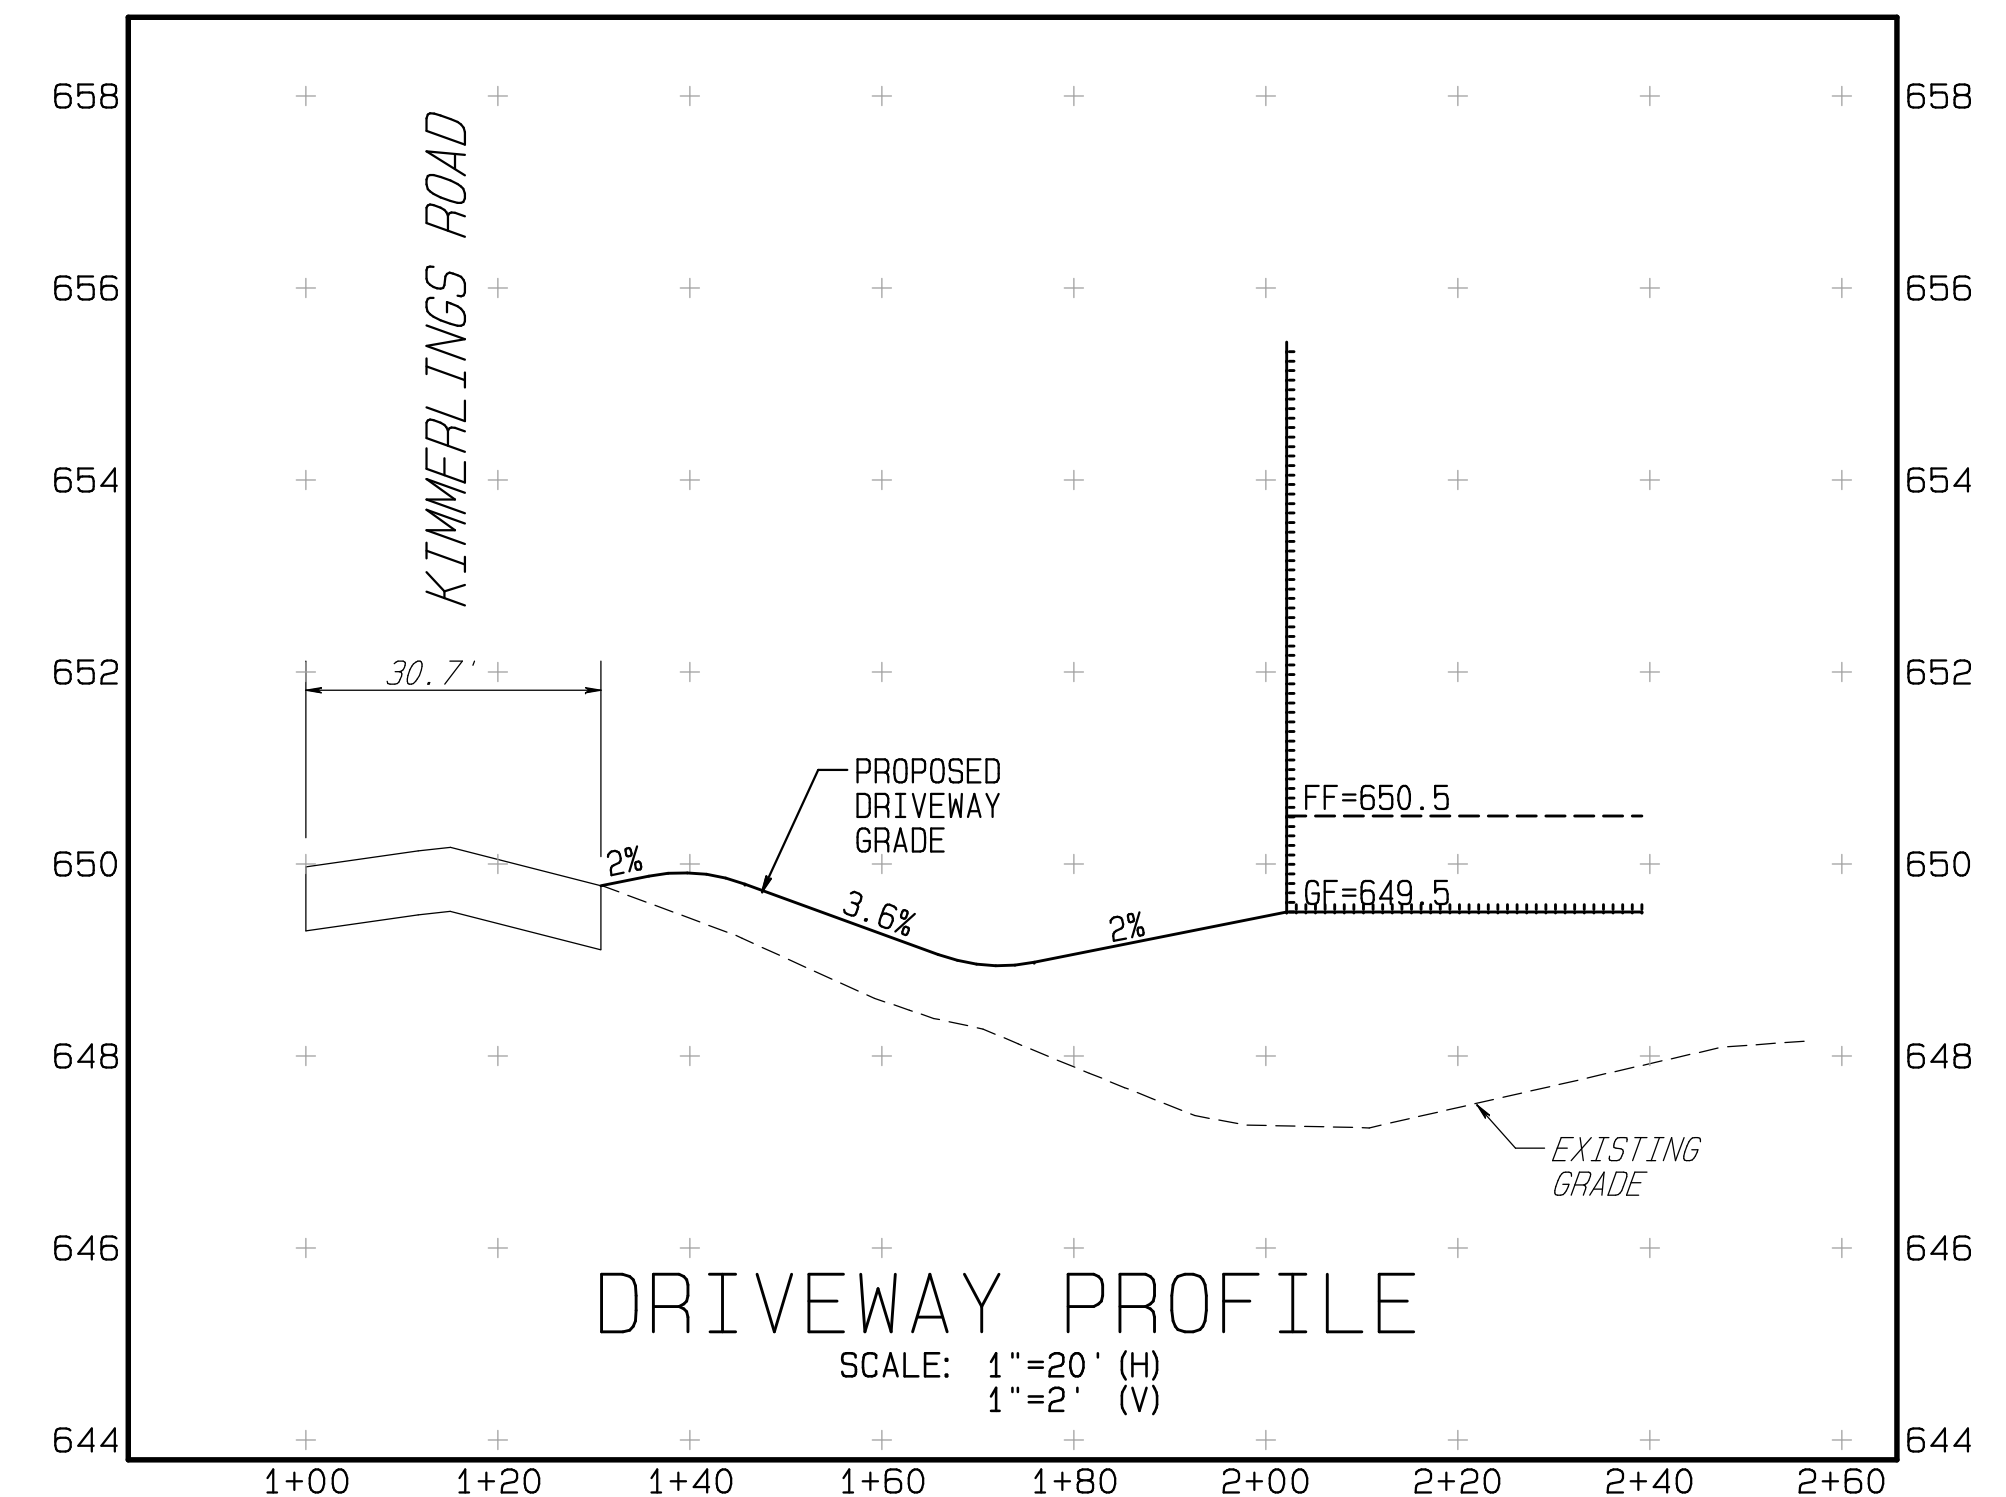 658
658
KIMMERLINGS ROAD
656
656
654
654
652
30.7'
652
PROPOSED
DRIVEWAY
GRADE
FF=650.5
650
2%
650
GF=649.5
3.6%
2%
648
648
EXISTING
GRADE
646
646
DRIVEWAY PROFILE
SCALE: 1"=20' (H)
1"=2' (V)
644
644
1+00 1+20 1+40 1+60 1+80 2+00 2+20 2+40 2+60